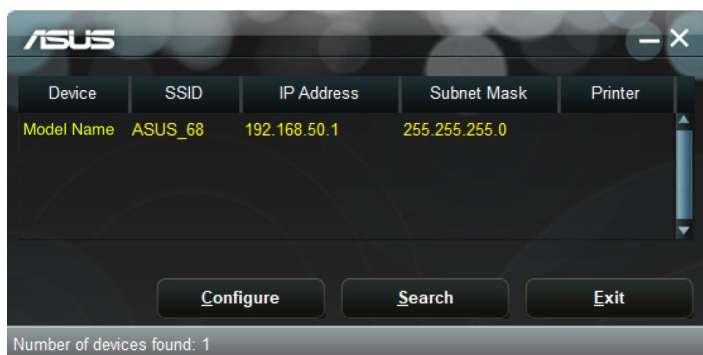 ASUS
Device SSID IP Address Subnet Mask Printer
Model Name ASUS_68 192.168.50.1 255.255.255.0
Configure Search Exit
Number of devices found: 1